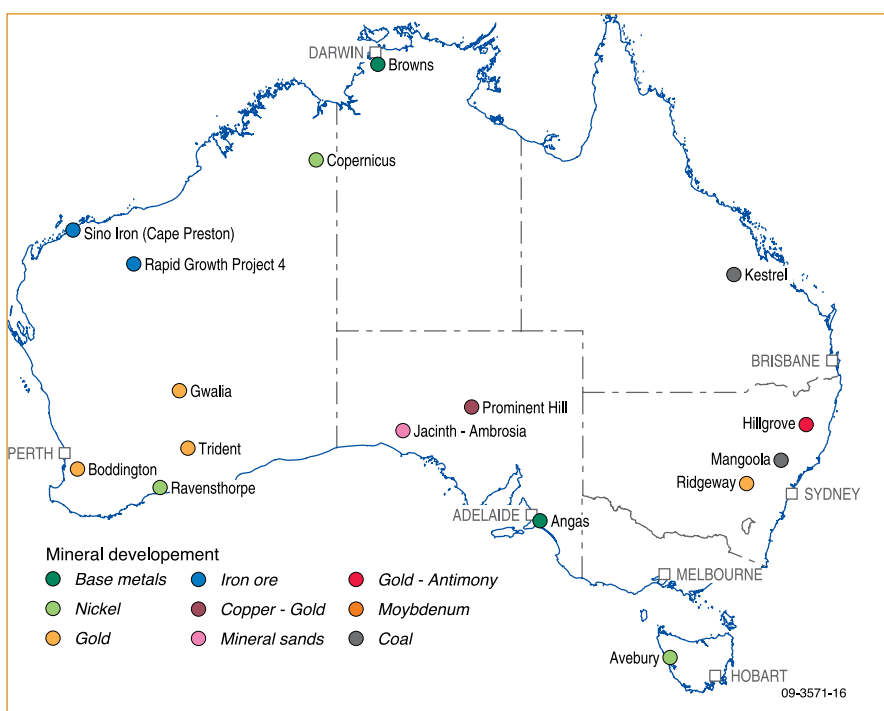 DARWIN
Browns
Copernicus
Sino Iron (Cape Preston)
Rapid Growth Project 4
Kestrel
BRISBANE
Gwalia
Prominent Hill
Hillgrove
Jacinth - Ambrosia
Trident
PERTH
Mangoola
Boddington
Ridgeway
Ravensthorpe
SYDNEY
ADELAIDE
Angas
Mineral developement
MELBOURNE
Base metals
Iron ore
Gold - Antimony
Nickel
Copper - Gold
Moybdenum
Gold
Mineral sands
Coal
Avebury
HOBART
09-3571-16